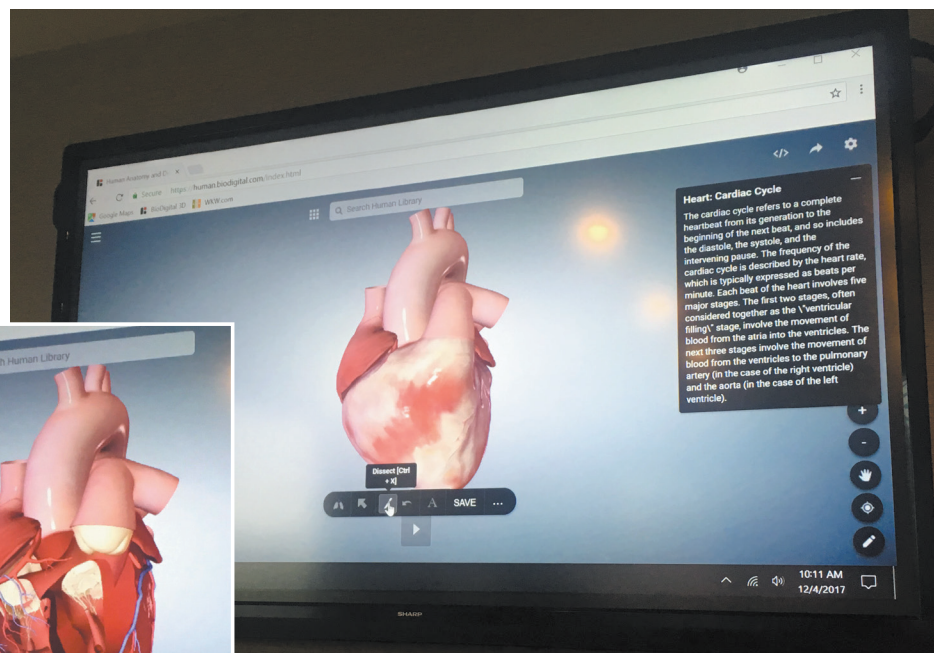 Human Anatomy and D
Secure
https://human.biodigital.com/index.html
Google Maps
BioDigital 3D
WKW.com
Search Human Library
Heart: Cardiac Cycle
The cardiac cycle refers to a complete
heartbeat from its generation to the
beginning of the next beat, and so includes
the diastole, the systole, and the
intervening pause. The frequency of the
cardiac cycle is described by the heart rate,
which is typically expressed as beats per
minute. Each beat of the heart involves five
major stages. The first two stages, often
considered together as the \"ventricular
filling\" stage, involve the movement of
blood from the atria into the ventricles. The
next three stages involve the movement of
blood from the ventricles to the pulmonary
artery (in the case of the right ventricle)
and the aorta (in the case of the left
ventricle).
h Human Library
Dissect [Ctrl
+ X]
A
SAVE
10:11 AM
12/4/2017
SHARP